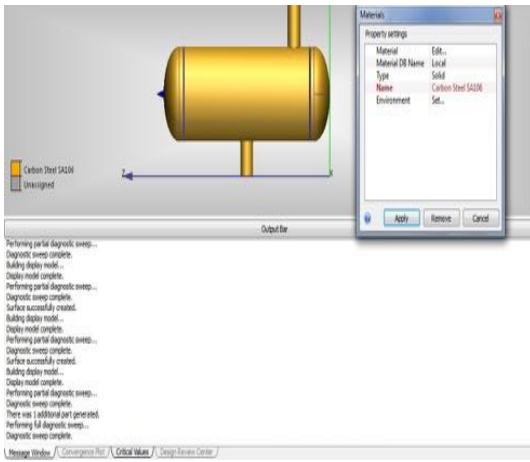 Materials
Property settings
Material Edit...
Material DB Name Local
Type Solid
Name Carbon Steel SA106
Environment Set...
Apply Remove Cancel
Carbon Steel SA106
Unassigned
Z
X
Output Bar
Performing partial diagnostic sweep...
Diagnostic sweep complete.
Building display model...
Display model complete.
Performing partial diagnostic sweep...
Diagnostic sweep complete.
Surface successfully created.
Building display model...
Display model complete.
Performing partial diagnostic sweep...
Diagnostic sweep complete.
Surface successfully created.
Building display model...
Display model complete.
Performing partial diagnostic sweep...
Diagnostic sweep complete.
There was 1 additional part generated.
Performing full diagnostic sweep...
Diagnostic sweep complete.
Message Window Convergence Plot Critical Values Design Review Center